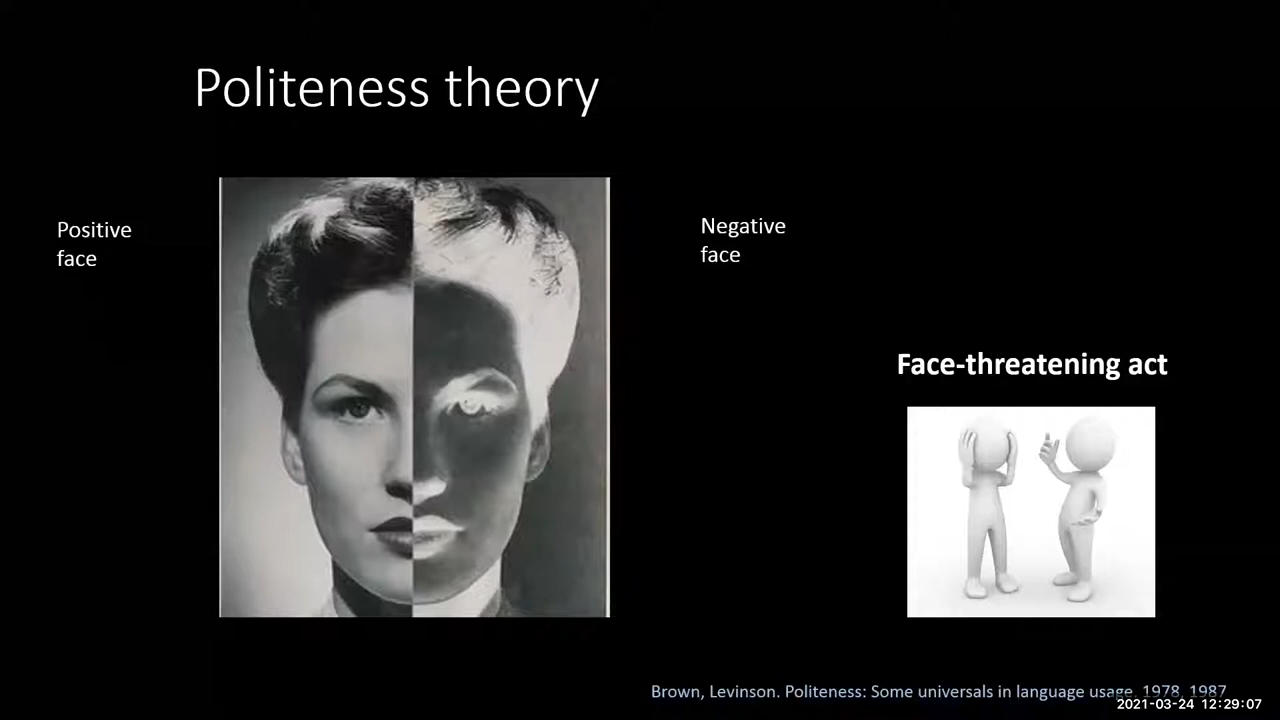 Politeness theory
Positive
face
Negative
face
Face-threatening act
Brown, Levinson. Politeness: Some universals in language usage. 1978, 1987
2021-03-24 12:29:07